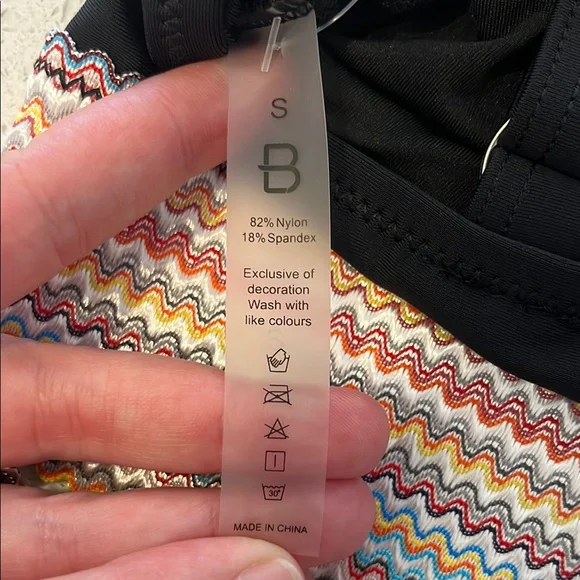 S
B
82% Nylon
18% Spandex
Exclusive of
decoration
Wash with
like colours
30°
MADE IN CHINA